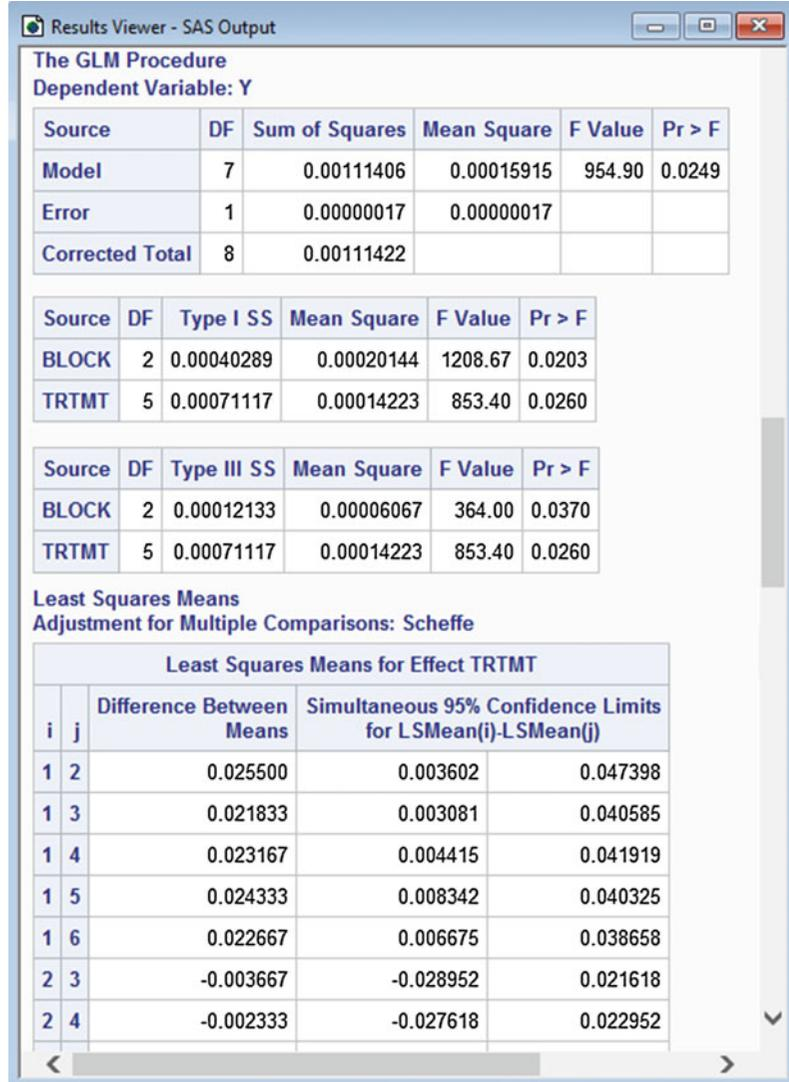 Results Viewer - SAS Output
The GLM Procedure
Dependent Variable: Y
Source DF Sum of Squares Mean Square F Value Pr > F
Model 7 0.00111406 0.00015915 954.90 0.0249
Error 1 0.00000017 0.00000017
Corrected Total 8 0.00111422
Source DF Type I SS Mean Square F Value Pr > F
BLOCK 2 0.00040289 0.00020144 1208.67 0.0203
TRTMT 5 0.00071117 0.00014223 853.40 0.0260
Source DF Type III SS Mean Square F Value Pr > F
BLOCK 2 0.00012133 0.00006067 364.00 0.0370
TRTMT 5 0.00071117 0.00014223 853.40 0.0260
Least Squares Means
Adjustment for Multiple Comparisons: Scheffe
Least Squares Means for Effect TRTMT
i j Difference Between Means Simultaneous 95% Confidence Limits for LSMean(i)-LSMean(j)
1 2 0.025500 0.003602 0.047398
1 3 0.021833 0.003081 0.040585
1 4 0.023167 0.004415 0.041919
1 5 0.024333 0.008342 0.040325
1 6 0.022667 0.006675 0.038658
2 3 -0.003667 -0.028952 0.021618
2 4 -0.002333 -0.027618 0.022952